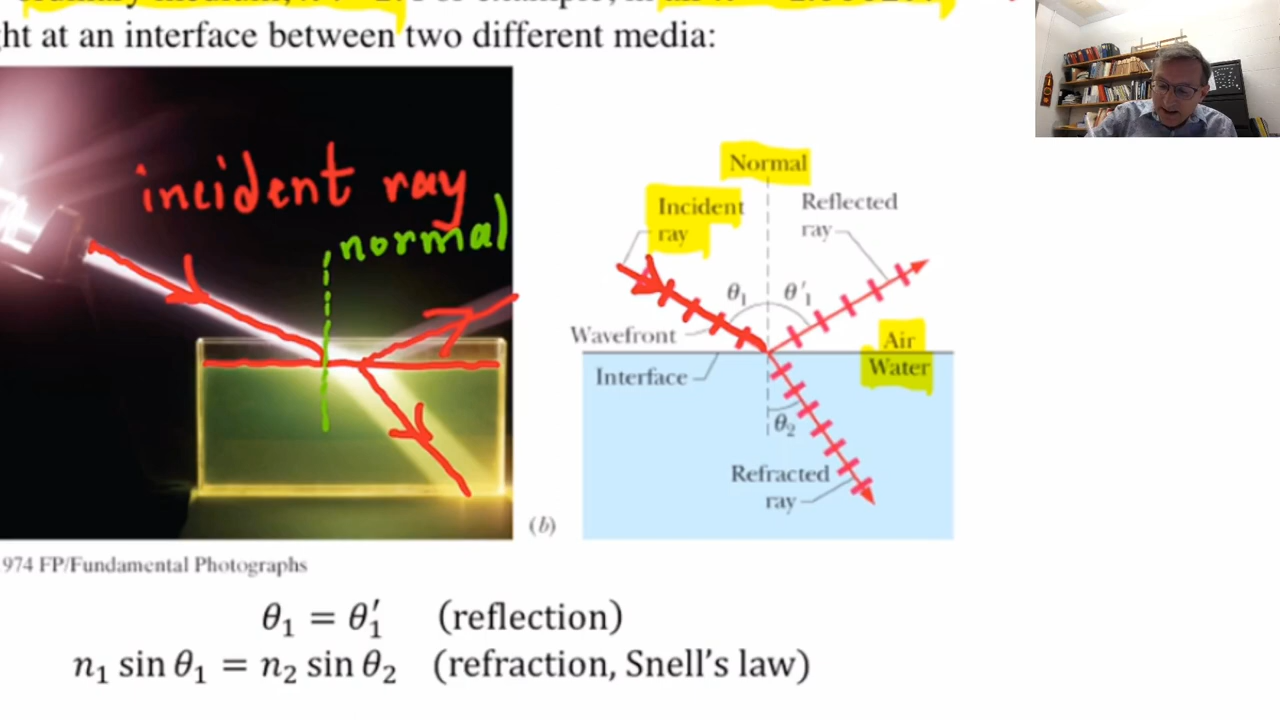 ht at an interface between two different media:
incident ray
normal
Normal
Incident
ray
Reflected
ray
θ₁
θ'₁
Wavefront
Air
Interface
Water
θ₂
Refracted
ray
(b)
974 FP/Fundamental Photographs
θ₁ = θ₁′ (reflection)
n₁ sin θ₁ = n₂ sin θ₂ (refraction, Snell's law)